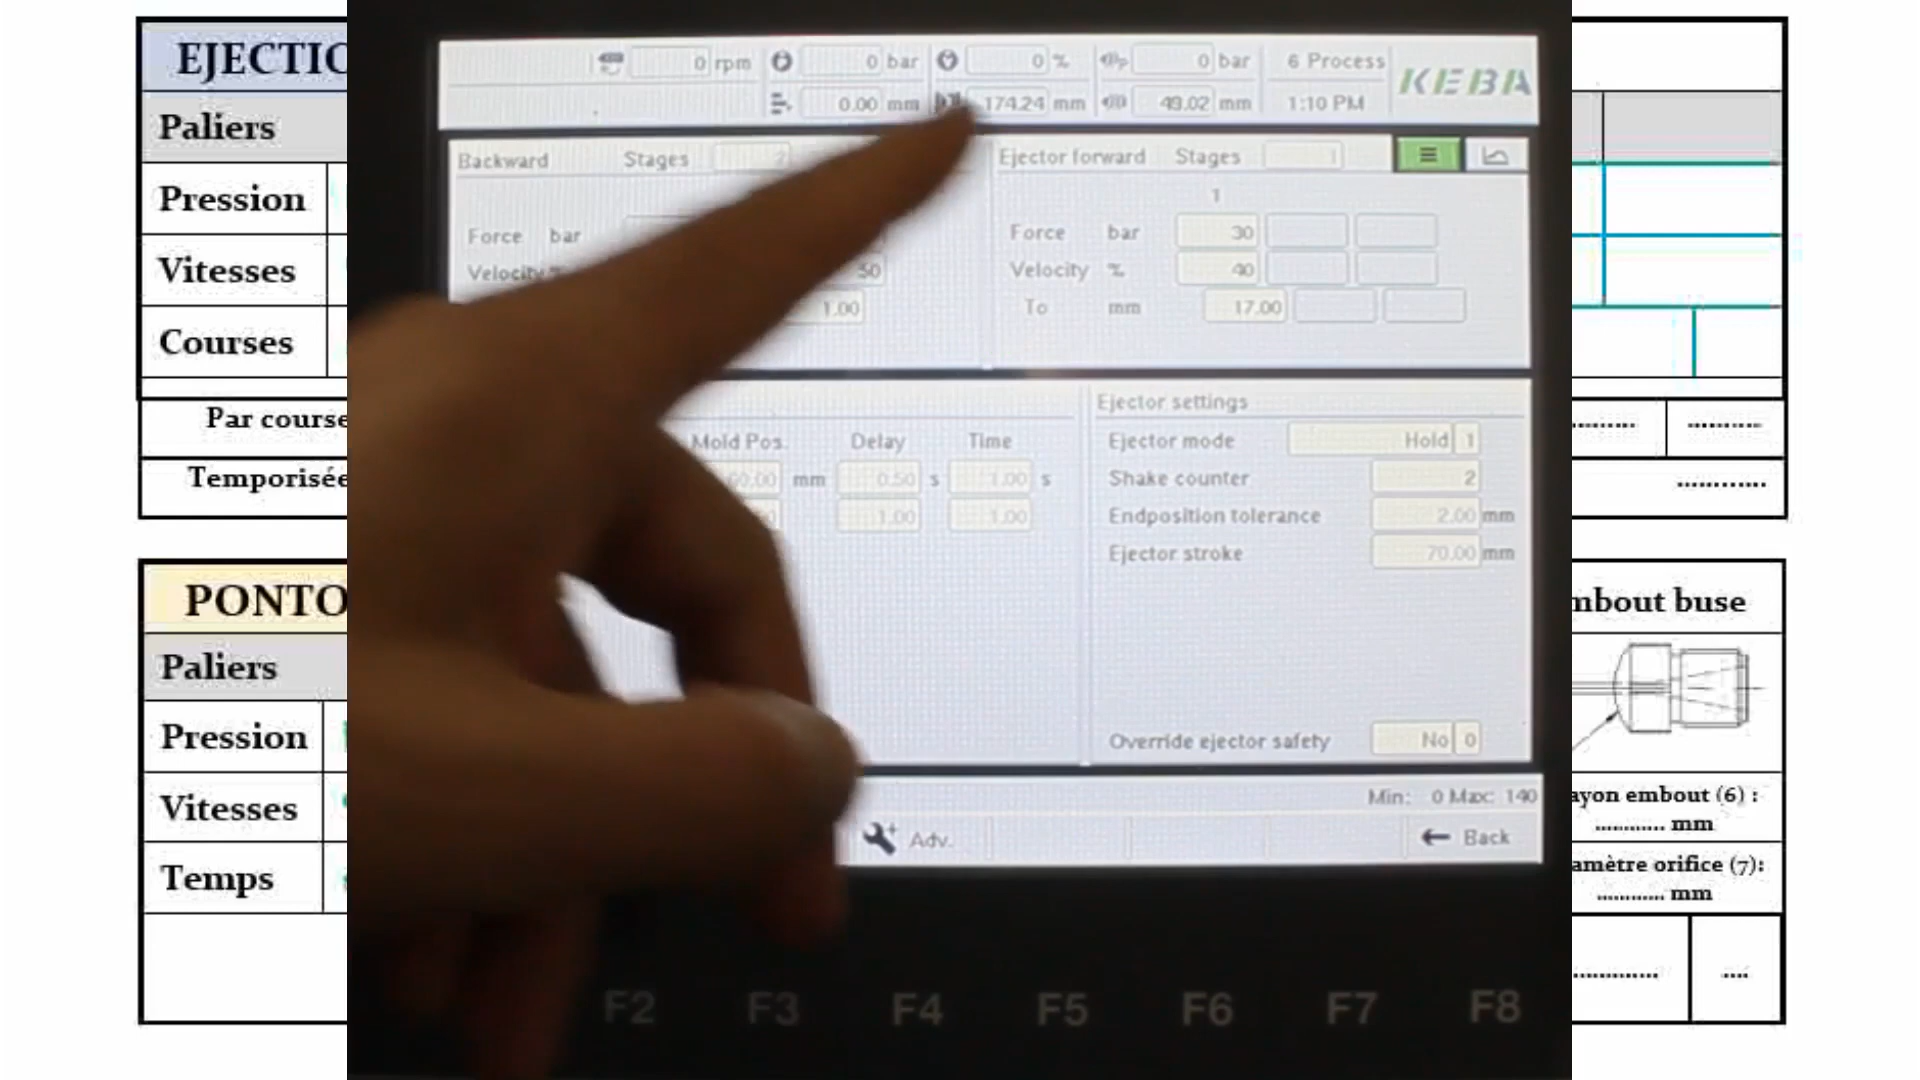 EJECTIO
Paliers
Pression
Vitesses
Courses
Par course
Temporisée
PONTO
Paliers
Pression
Vitesses
Temps
0 rpm 0 bar 0 % 0 bar 6 Process KEBA
0.00 mm 174.24 mm 49.02 mm 1:10 PM
Backward Stages 2
Force bar
Velocity % 50
1.00
Ejector forward Stages 1
1
Force bar 30
Velocity % 40
To mm 17.00
Mold Pos. Delay Time
60.00 mm 0.50 s 1.00 s
1.00 1.00
Ejector settings
Ejector mode Hold 1
Shake counter 2
Endposition tolerance 2.00 mm
Ejector stroke 70.00 mm
Override ejector safety No 0
Min: 0 Max: 140
Adv. Back
F2 F3 F4 F5 F6 F7 F8
mbout buse
ayon embout (6) :
............ mm
amètre orifice (7):
............ mm